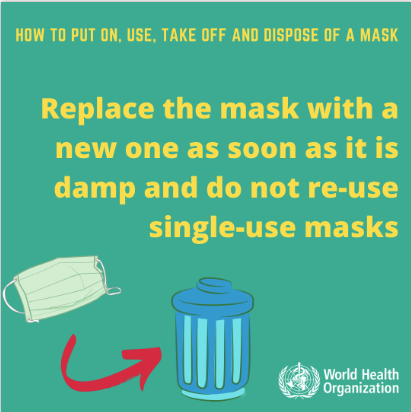 HOW TO PUT ON, USE, TAKE OFF AND DISPOSE OF A MASK
Replace the mask with a
new one as soon as it is
damp and do not re-use
single-use masks
World Health
Organization